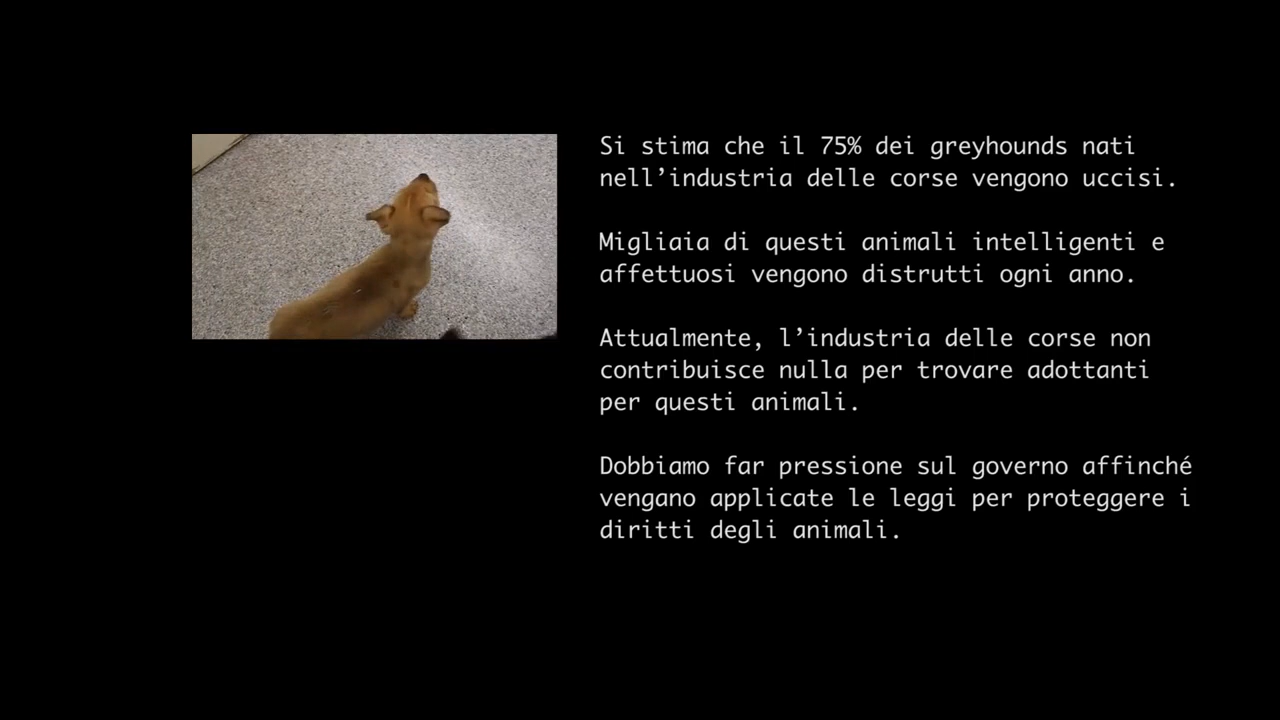 Si stima che il 75% dei greyhounds nati
nell’industria delle corse vengono uccisi.
Migliaia di questi animali intelligenti e
affettuosi vengono distrutti ogni anno.
Attualmente, l’industria delle corse non
contribuisce nulla per trovare adottanti
per questi animali.
Dobbiamo far pressione sul governo affinché
vengano applicate le leggi per proteggere i
diritti degli animali.